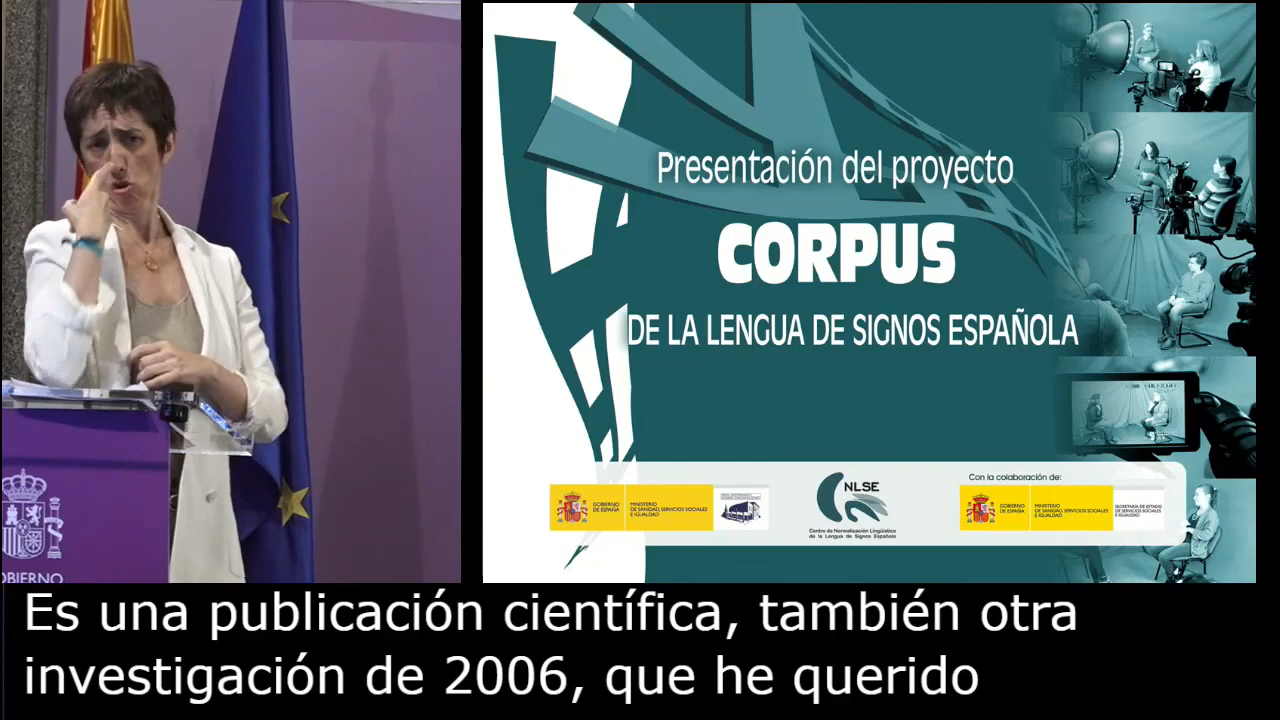 Presentación del proyecto
CORPUS
DE LA LENGUA DE SIGNOS ESPAÑOLA
Con la colaboración de:
GOBIERNO
DE ESPAÑA
MINISTERIO
DE SANIDAD, SERVICIOS SOCIALES
E IGUALDAD
CNLSE
Centro de Normalización Lingüística
de la Lengua de Signos Española
GOBIERNO
DE ESPAÑA
MINISTERIO
DE SANIDAD, SERVICIOS SOCIALES
E IGUALDAD
SECRETARÍA DE ESTADO
DE SERVICIOS SOCIALES
E IGUALDAD
OBIERNO
Es una publicación científica, también otra
investigación de 2006, que he querido